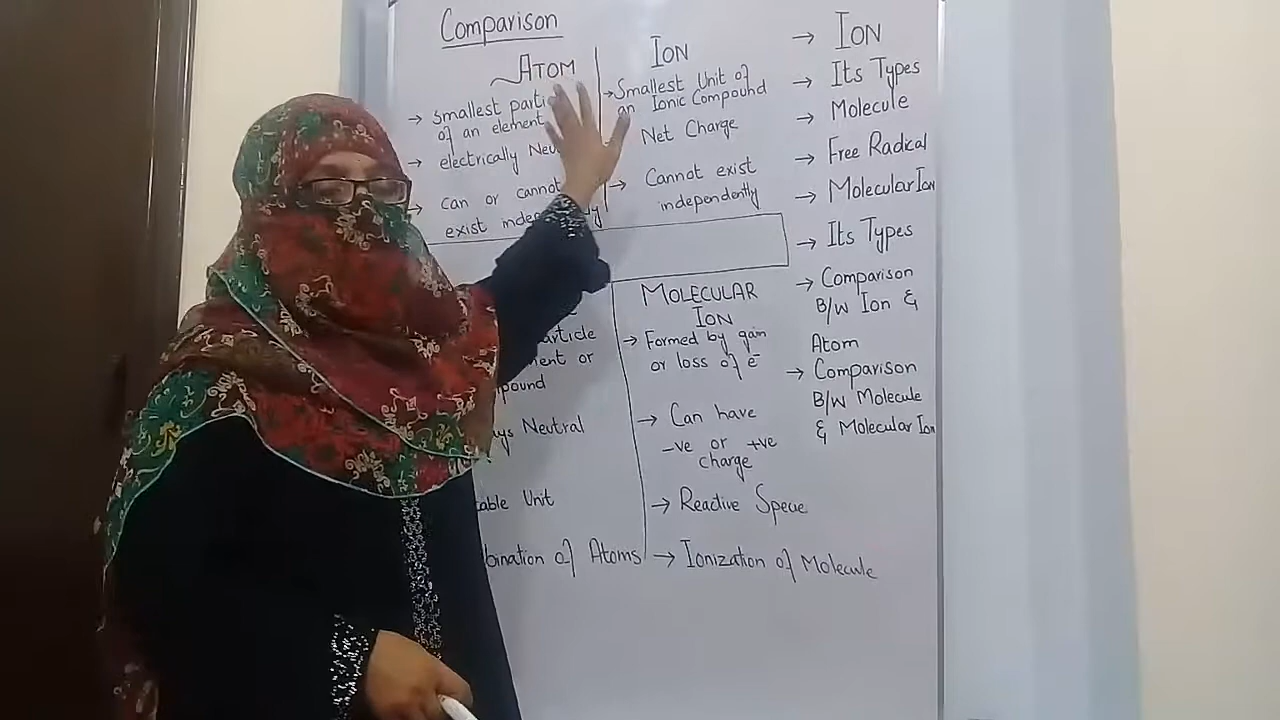 Comparison
ATOM
→ smallest
of an element
→ electrically
→ can or cannot
exist
ION
→ Smallest Unit of
an Ionic Compound
Net Charge
→ Cannot exist
independently
Neutral
Unit
of Atoms
MOLECULAR
ION
→ Formed by gain
or loss of e-
→ Can have
-ve or +ve
charge
→ Reactive
→ Ionization of Molecule
→ ION
→ Its Types
→ Molecule
→ Free Radical
→ Molecular Ion
→ Its Types
→ Comparison
B/W Ion &
Atom
→ Comparison
B/W Molecule
& Molecular Ion